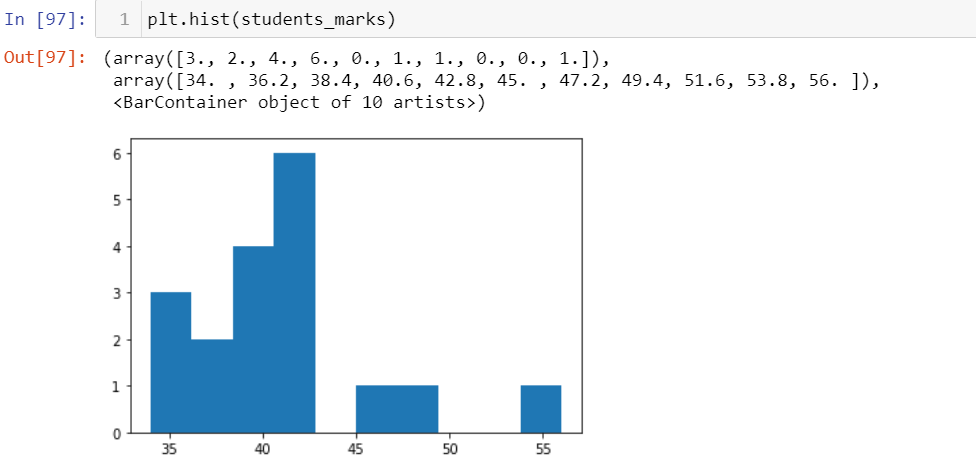 In [97]: 1 plt.hist(students_marks)
Out[97]: (array([3., 2., 4., 6., 0., 1., 1., 0., 0., 1.]),
array([34. , 36.2, 38.4, 40.6, 42.8, 45. , 47.2, 49.4, 51.6, 53.8, 56. ]),
<BarContainer object of 10 artists>)
6
5
4
3
2
1
0
35 40 45 50 55